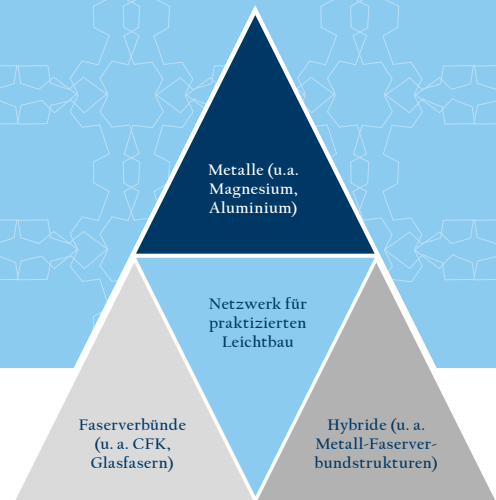 Metalle (u.a.
Magnesium,
Aluminium)
Netzwerk für
praktizierten
Leichtbau
Faserverbünde
(u. a. CFK,
Glasfasern)
Hybride (u. a.
Metall-Faserver-
bundstrukturen)